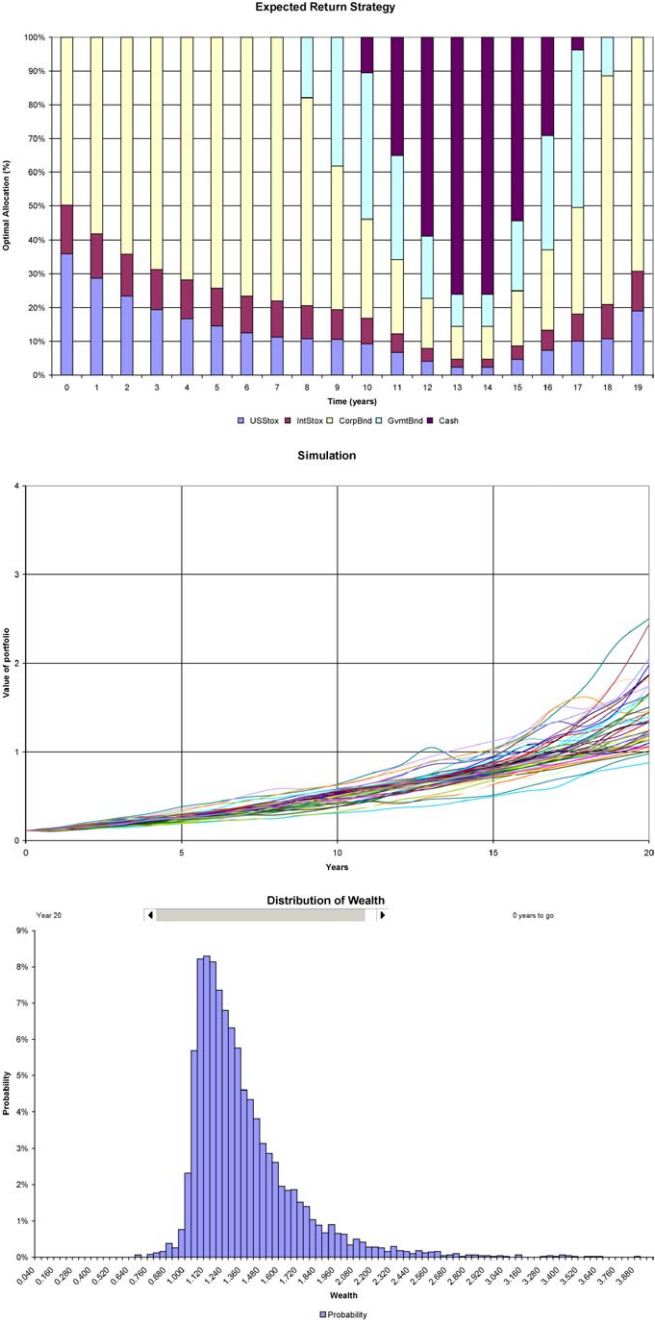 Expected Return Strategy
100%
90%
80%
70%
60%
50%
40%
30%
20%
10%
0%
Optimal Allocation (%)
0 1 2 3 4 5 6 7 8 9 10 11 12 13 14 15 16 17 18 19
Time (years)
USStox IntStox CorpBnd GvmtBnd Cash
Simulation
4
3
2
1
0
Value of portfolio
0 5 10 15 20
Years
Distribution of Wealth
Year 20 0 years to go
9%
8%
7%
6%
5%
4%
3%
2%
1%
0%
Probability
0.040 0.160 0.280 0.400 0.520 0.640 0.760 0.880 1.000 1.120 1.240 1.360 1.480 1.600 1.720 1.840 1.960 2.080 2.200 2.320 2.440 2.560 2.680 2.800 2.920 3.040 3.160 3.280 3.400 3.520 3.640 3.760 3.880
Wealth
Probability